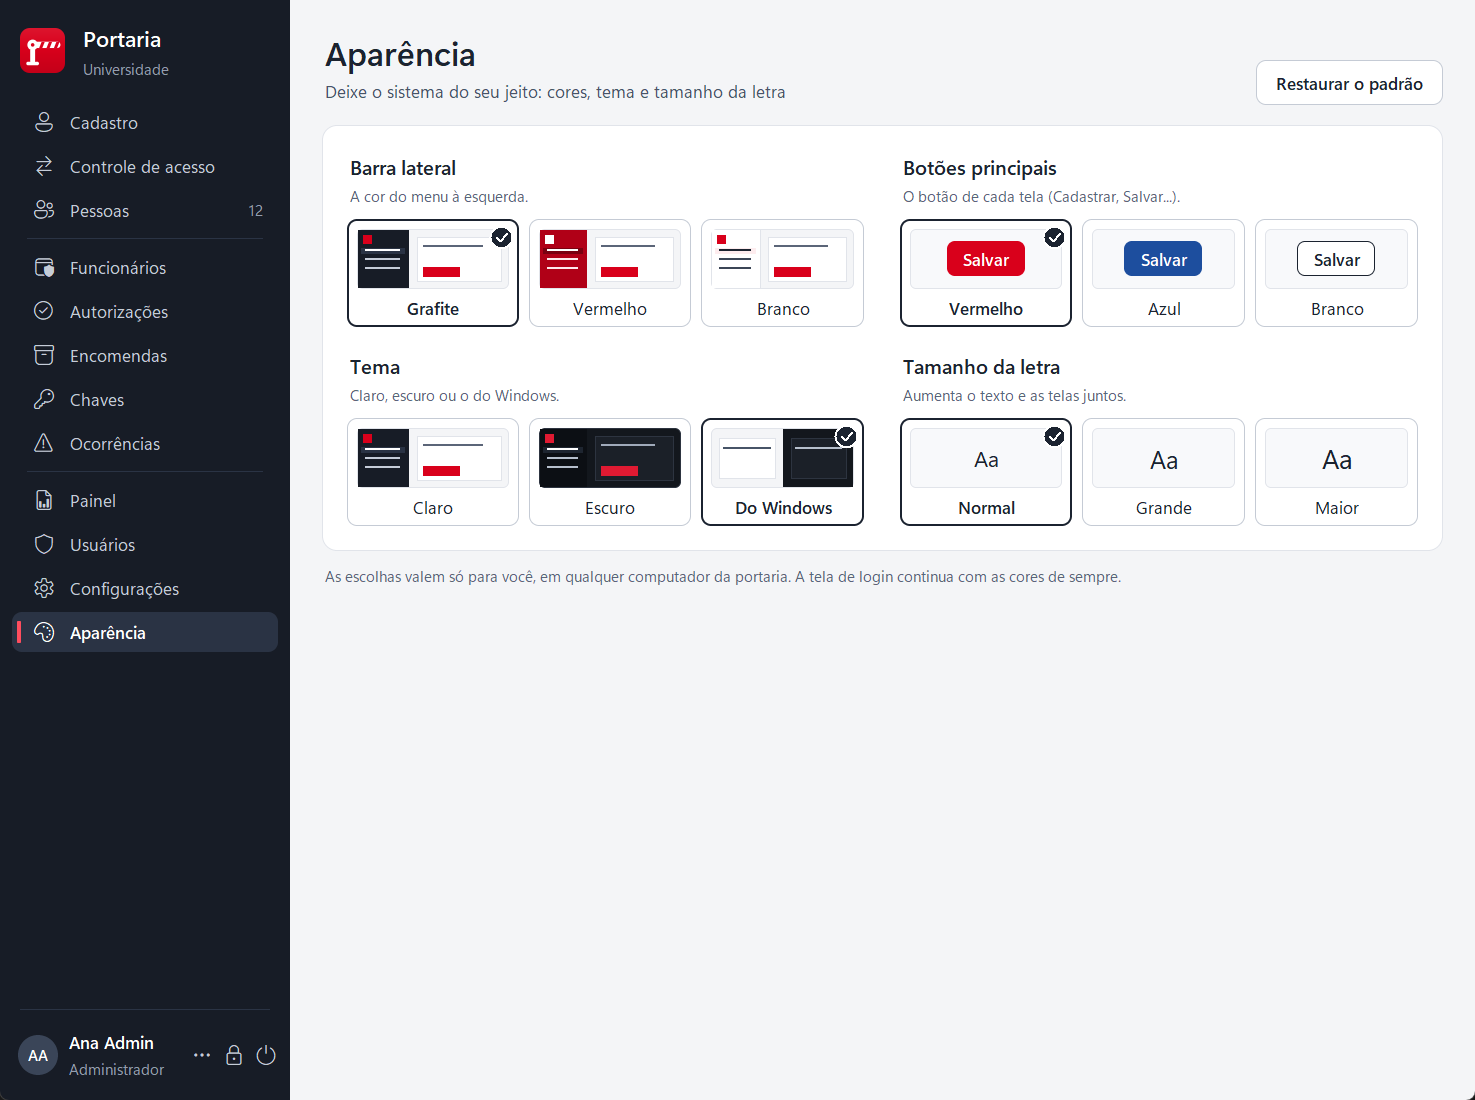 Portaria
Universidade
Cadastro
Controle de acesso
Pessoas 12
Funcionários
Autorizações
Encomendas
Chaves
Ocorrências
Painel
Usuários
Configurações
Aparência
AA
Ana Admin
Administrador
Aparência
Deixe o sistema do seu jeito: cores, tema e tamanho da letra
Restaurar o padrão
Barra lateral
A cor do menu à esquerda.
Grafite
Vermelho
Branco
Botões principais
O botão de cada tela (Cadastrar, Salvar...).
Salvar
Salvar
Salvar
Vermelho
Azul
Branco
Tema
Claro, escuro ou o do Windows.
Claro
Escuro
Do Windows
Tamanho da letra
Aumenta o texto e as telas juntos.
Aa
Aa
Aa
Normal
Grande
Maior
As escolhas valem só para você, em qualquer computador da portaria. A tela de login continua com as cores de sempre.